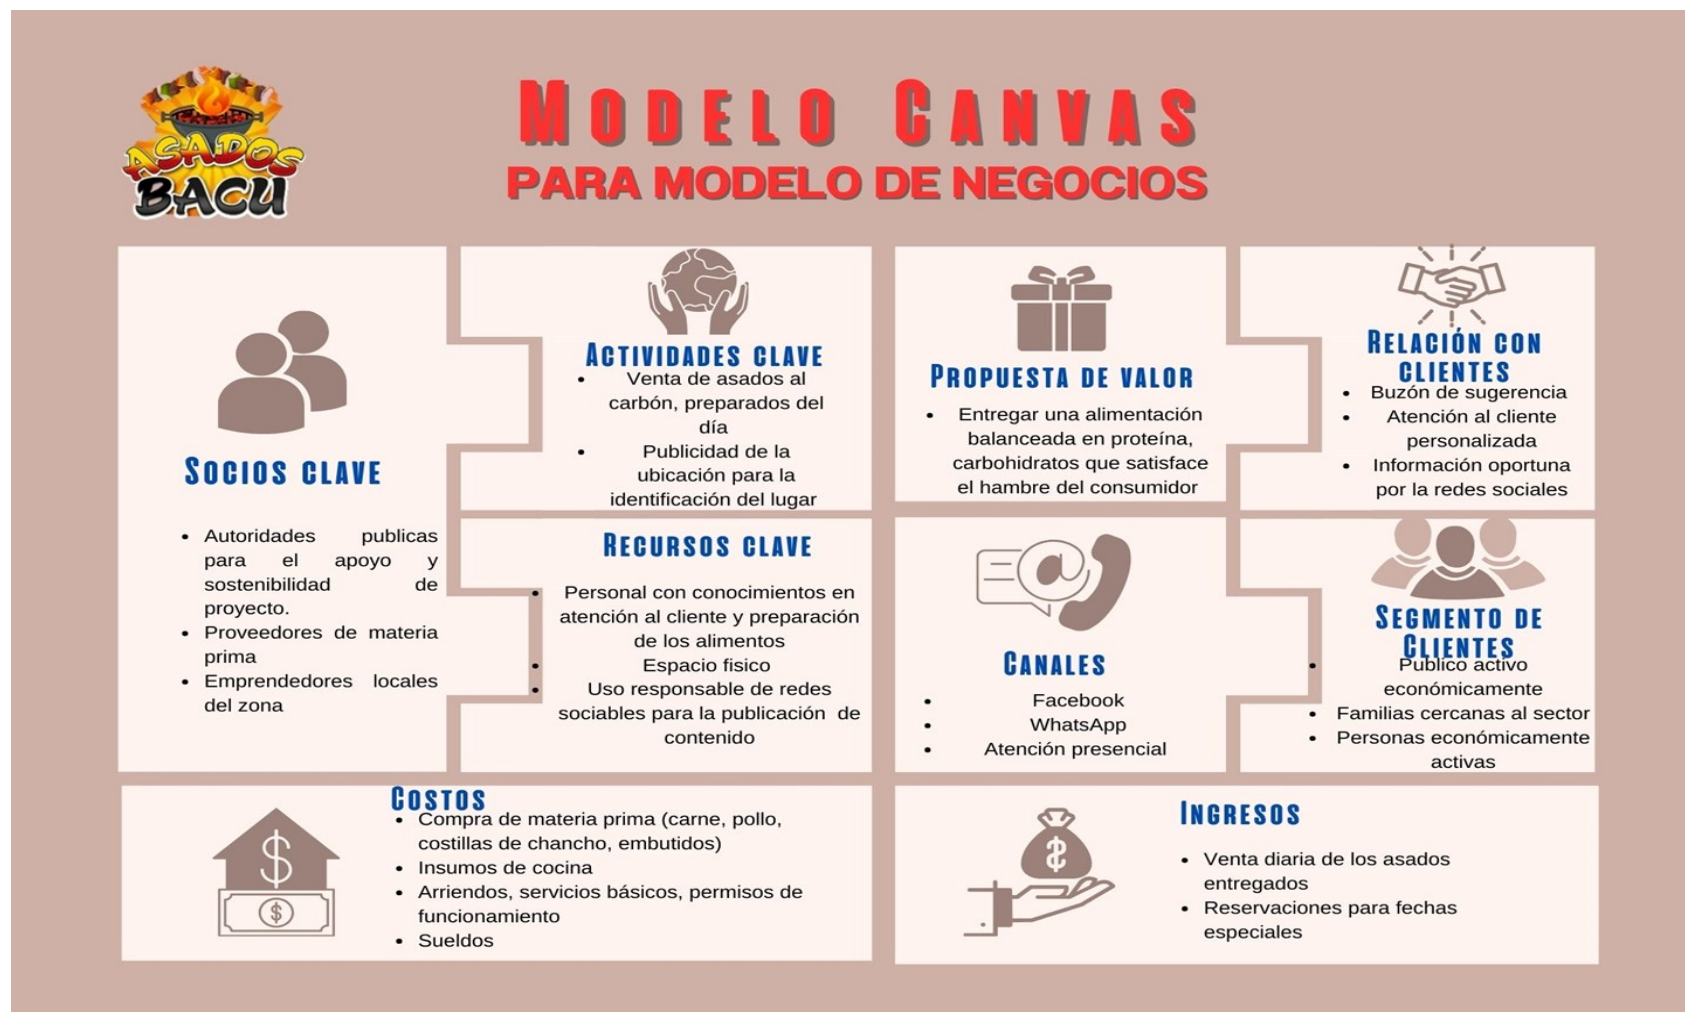 ASADOS
BACU
MODELO CANVAS
PARA MODELO DE NEGOCIOS
SOCIOS CLAVE
• Autoridades publicas
para el apoyo y
sostenibilidad de
proyecto.
• Proveedores de materia
prima
• Emprendedores locales
del zona
ACTIVIDADES CLAVE
• Venta de asados al
carbón, preparados del
día
• Publicidad de la
ubicación para la
identificación del lugar
RECURSOS CLAVE
• Personal con conocimientos en
atención al cliente y preparación
de los alimentos
• Espacio fisico
• Uso responsable de redes
sociables para la publicación de
contenido
PROPUESTA DE VALOR
• Entregar una alimentación
balanceada en proteína,
carbohidratos que satisface
el hambre del consumidor
RELACIÓN CON
CLIENTES
• Buzón de sugerencia
• Atención al cliente
personalizada
• Información oportuna
por la redes sociales
CANALES
• Facebook
• WhatsApp
• Atención presencial
SEGMENTO DE
CLIENTES
• Publico activo
económicamente
• Familias cercanas al sector
• Personas económicamente
activas
COSTOS
• Compra de materia prima (carne, pollo,
costillas de chancho, embutidos)
• Insumos de cocina
• Arriendos, servicios básicos, permisos de
funcionamiento
• Sueldos
INGRESOS
• Venta diaria de los asados
entregados
• Reservaciones para fechas
especiales